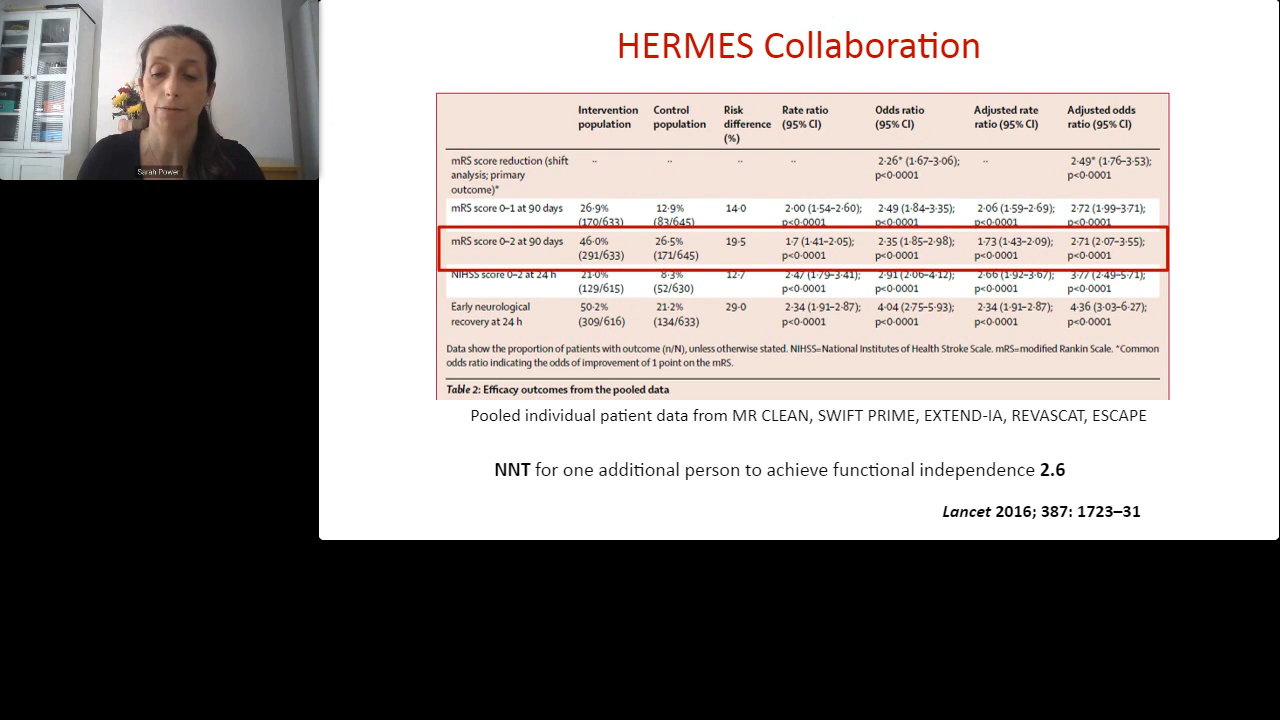 Sarah Power
HERMES Collaboration
Intervention population Control population Risk difference (%) Rate ratio (95% CI) Odds ratio (95% CI) Adjusted rate ratio (95% CI) Adjusted odds ratio (95% CI)
mRS score reduction (shift analysis; primary outcome)* ·· ·· ·· ·· 2·26* (1·67–3·06); p<0·0001 ·· 2·49* (1·76–3·53); p<0·0001
mRS score 0–1 at 90 days 26·9% (170/633) 12·9% (83/645) 14·0 2·00 (1·54–2·60); p<0·0001 2·49 (1·84–3·35); p<0·0001 2·06 (1·59–2·69); p<0·0001 2·72 (1·99–3·71); p<0·0001
mRS score 0–2 at 90 days 46·0% (291/633) 26·5% (171/645) 19·5 1·7 (1·41–2·05); p<0·0001 2·35 (1·85–2·98); p<0·0001 1·73 (1·43–2·09); p<0·0001 2·71 (2·07–3·55); p<0·0001
NIHSS score 0–2 at 24 h 21·0% (129/615) 8·3% (52/630) 12·7 2·47 (1·79–3·41); p<0·0001 2·91 (2·06–4·12); p<0·0001 2·66 (1·92–3·67); p<0·0001 3·77 (2·49–5·71); p<0·0001
Early neurological recovery at 24 h 50·2% (309/616) 21·2% (134/633) 29·0 2·34 (1·91–2·87); p<0·0001 4·04 (2·75–5·93); p<0·0001 2·34 (1·91–2·87); p<0·0001 4·36 (3·03–6·27); p<0·0001
Data show the proportion of patients with outcome (n/N), unless otherwise stated. NIHSS=National Institutes of Health Stroke Scale. mRS=modified Rankin Scale. *Common
odds ratio indicating the odds of improvement of 1 point on the mRS.
Table 2: Efficacy outcomes from the pooled data
Pooled individual patient data from MR CLEAN, SWIFT PRIME, EXTEND-IA, REVASCAT, ESCAPE
NNT for one additional person to achieve functional independence 2.6
Lancet 2016; 387: 1723–31